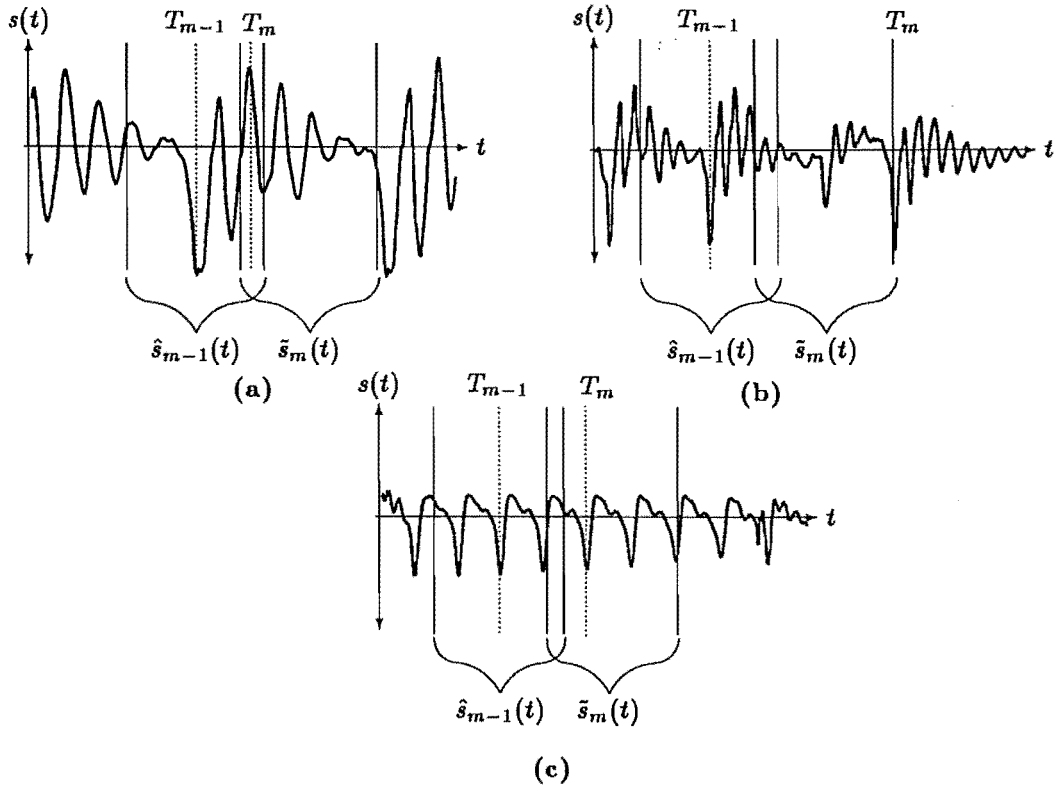 s(t) T_{m−1} T_m
t
ŝ_{m−1}(t) s̃_m(t)
(a)
s(t) T_{m−1} T_m
t
ŝ_{m−1}(t) s̃_m(t)
(b)
s(t) T_{m−1} T_m
t
ŝ_{m−1}(t) s̃_m(t)
(c)